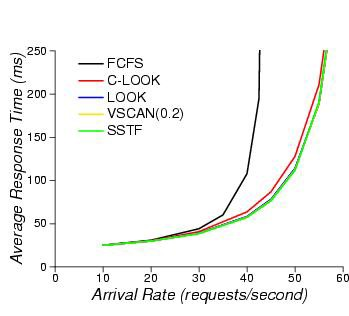 Average Response Time (ms)
250
200
150
100
50
0
FCFS
C-LOOK
LOOK
VSCAN(0.2)
SSTF
0 10 20 30 40 50 60
Arrival Rate (requests/second)